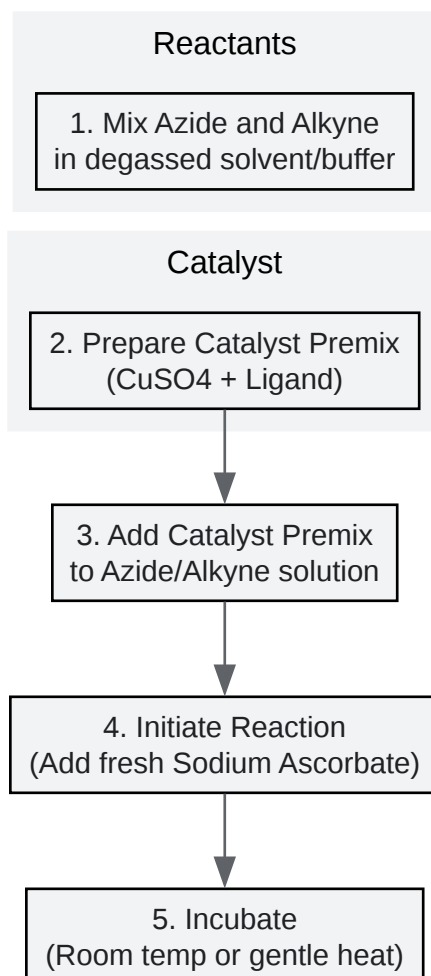 Reactants
1. Mix Azide and Alkyne
in degassed solvent/buffer
Catalyst
2. Prepare Catalyst Premix
(CuSO4 + Ligand)
3. Add Catalyst Premix
to Azide/Alkyne solution
4. Initiate Reaction
(Add fresh Sodium Ascorbate)
5. Incubate
(Room temp or gentle heat)